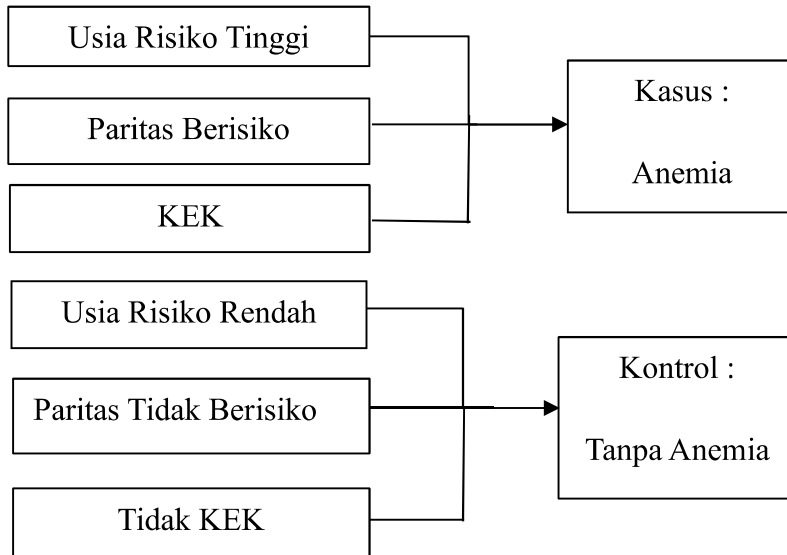 Usia Risiko Tinggi
Paritas Berisiko
KEK
Kasus :
Anemia
Usia Risiko Rendah
Paritas Tidak Berisiko
Tidak KEK
Kontrol :
Tanpa Anemia